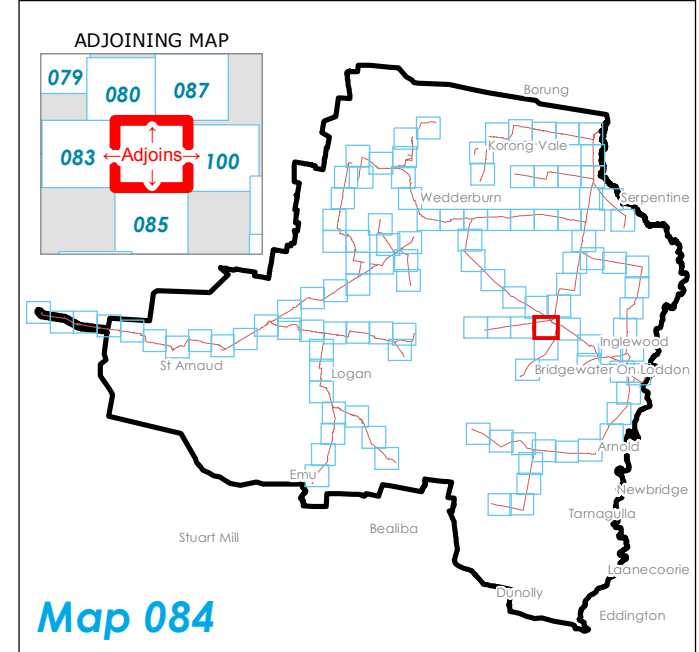 ADJOINING MAP
079
080
087
083
Adjoins
100
085
Borung
Korong Vale
Wedderburn
Serpentine
Inglewood
St Arnaud
Logan
Bridgewater On Loddon
Arnold
Emu
Newbridge
Tarnagulla
Bealiba
Stuart Mill
Laanecoorie
Dunolly
Eddington
Map 084